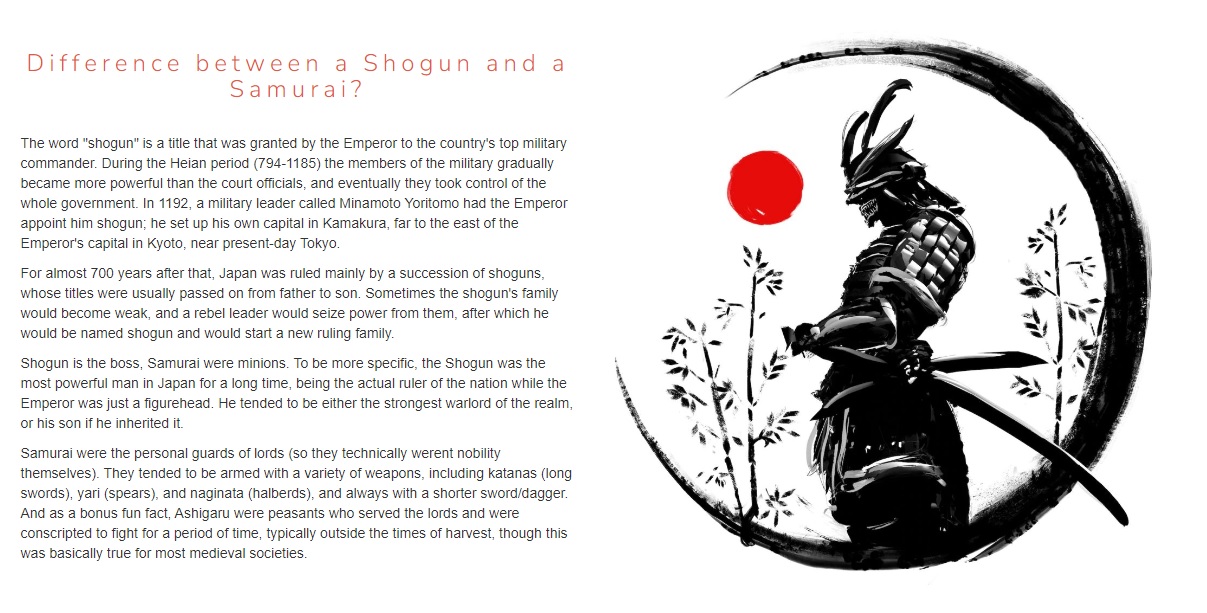 Difference between a Shogun and a
Samurai?
The word "shogun" is a title that was granted by the Emperor to the country's top military
commander. During the Heian period (794-1185) the members of the military gradually
became more powerful than the court officials, and eventually they took control of the
whole government. In 1192, a military leader called Minamoto Yoritomo had the Emperor
appoint him shogun; he set up his own capital in Kamakura, far to the east of the
Emperor's capital in Kyoto, near present-day Tokyo.
For almost 700 years after that, Japan was ruled mainly by a succession of shoguns,
whose titles were usually passed on from father to son. Sometimes the shogun's family
would become weak, and a rebel leader would seize power from them, after which he
would be named shogun and would start a new ruling family.
Shogun is the boss, Samurai were minions. To be more specific, the Shogun was the
most powerful man in Japan for a long time, being the actual ruler of the nation while the
Emperor was just a figurehead. He tended to be either the strongest warlord of the realm,
or his son if he inherited it.
Samurai were the personal guards of lords (so they technically werent nobility
themselves). They tended to be armed with a variety of weapons, including katanas (long
swords), yari (spears), and naginata (halberds), and always with a shorter sword/dagger.
And as a bonus fun fact, Ashigaru were peasants who served the lords and were
conscripted to fight for a period of time, typically outside the times of harvest, though this
was basically true for most medieval societies.